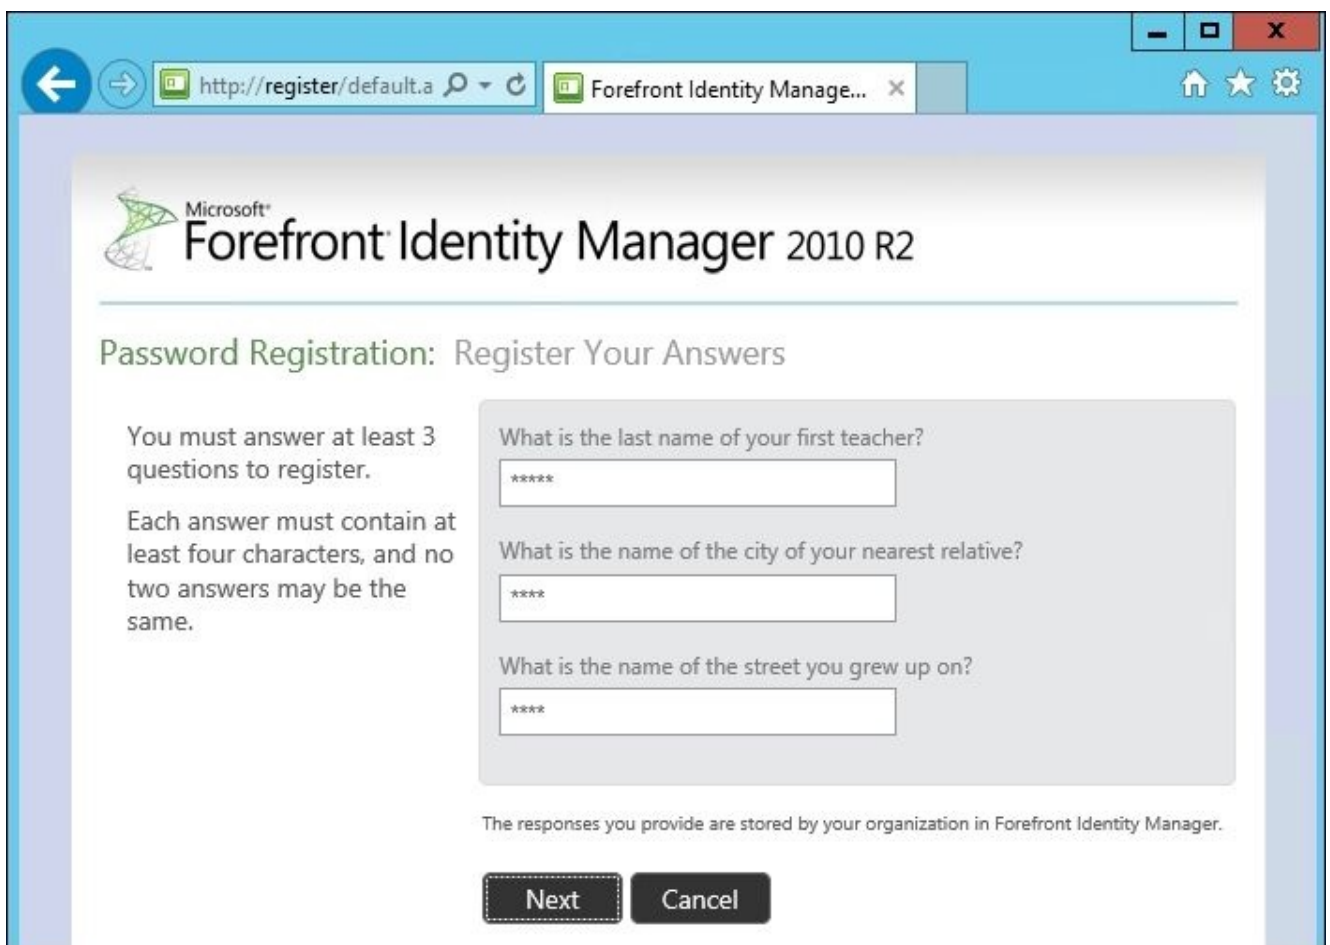 http://register/default.a
Forefront Identity Manage...
Microsoft®
Forefront® Identity Manager 2010 R2
Password Registration: Register Your Answers
You must answer at least 3
questions to register.
Each answer must contain at
least four characters, and no
two answers may be the
same.
What is the last name of your first teacher?
*****
What is the name of the city of your nearest relative?
****
What is the name of the street you grew up on?
****
The responses you provide are stored by your organization in Forefront Identity Manager.
Next
Cancel